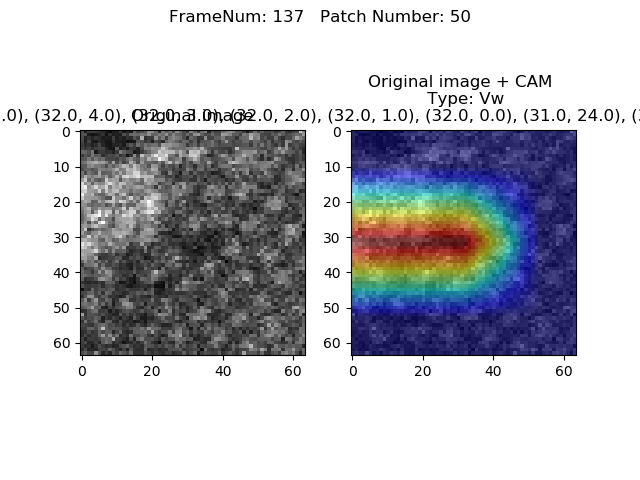 FrameNum: 137   Patch Number: 50
Original image + CAM
Type: Vw
.0), (32.0, 4.0), (32.0, 3.0), (32.0, 2.0), (32.0, 1.0), (32.0, 0.0), (31.0, 24.0), (3
Original image
0
10
20
30
40
50
60
0 20 40 60
0
10
20
30
40
50
60
0 20 40 60